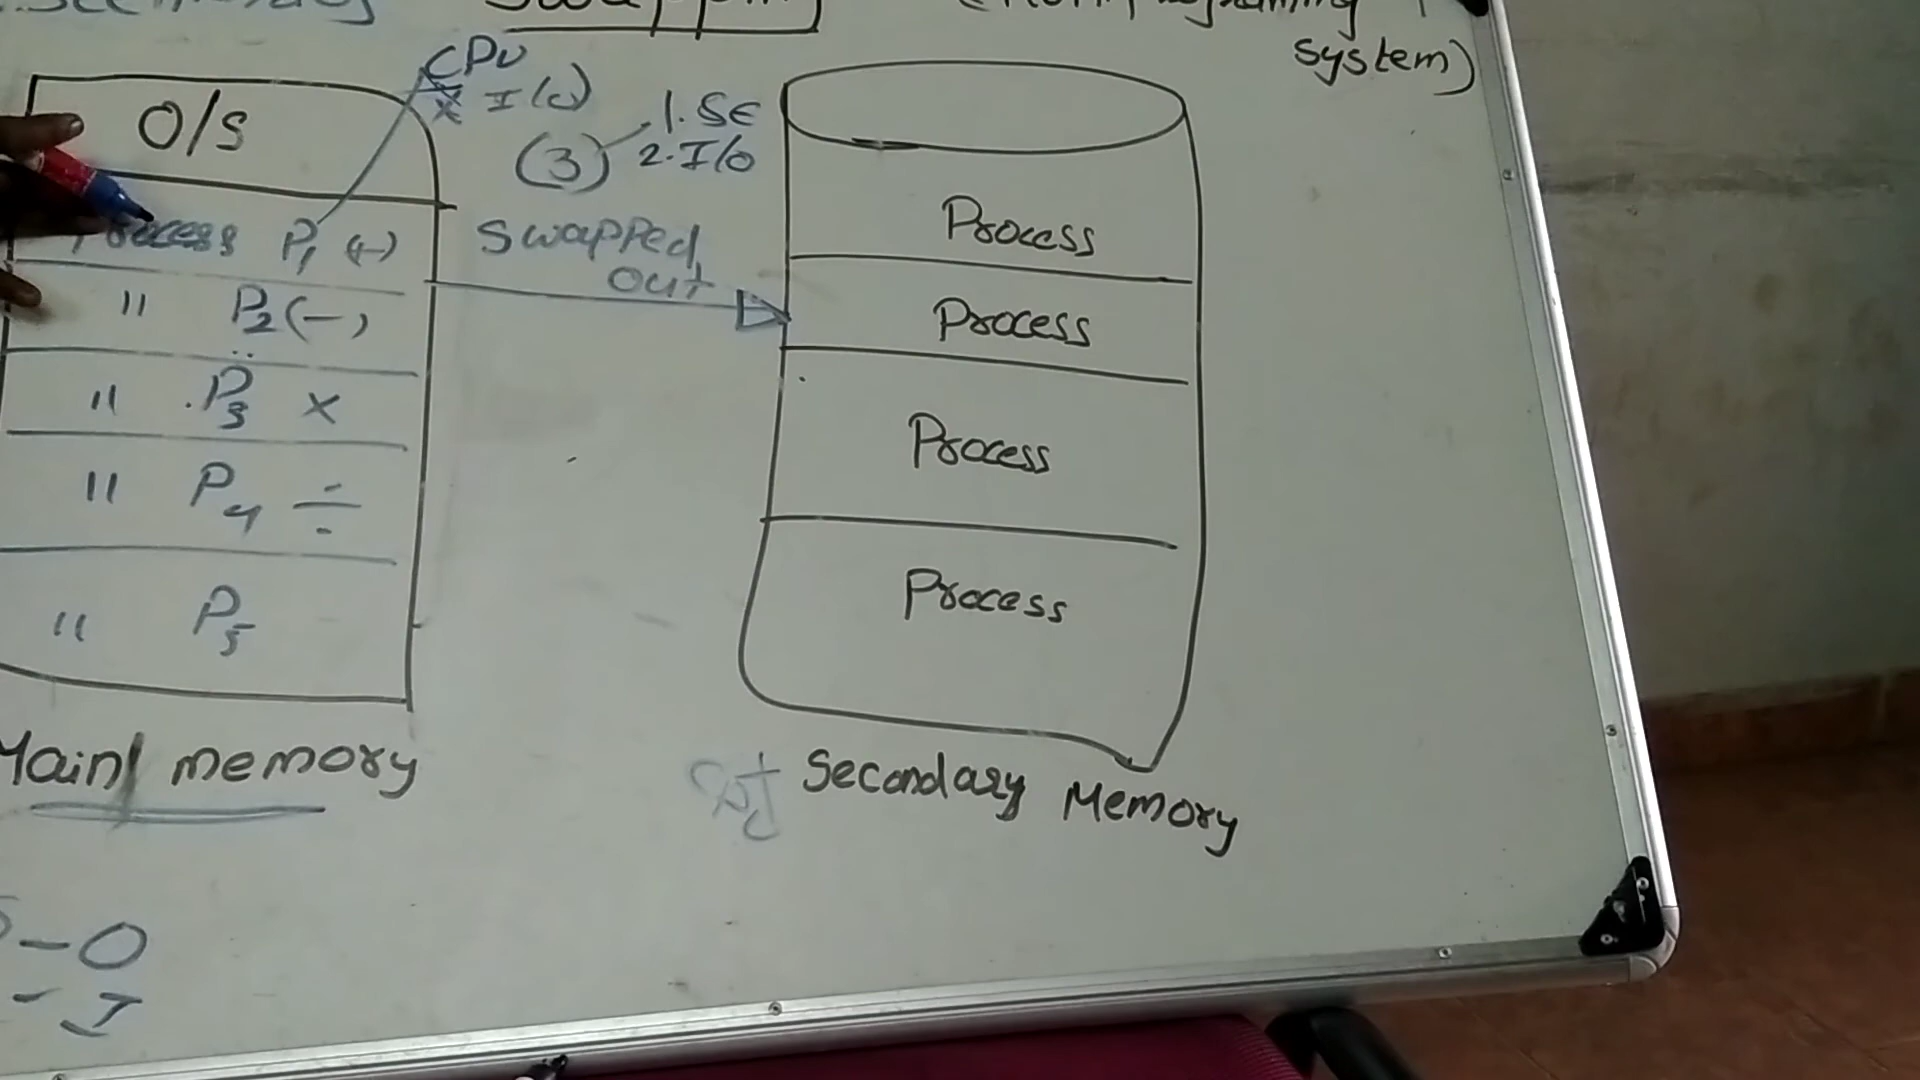 Swappin
system)
CPU
I/O
O/S
(3) 1. SE
2. I/O
Process P1 (+)
Swapped
out
" P2 (-)
" P3 ×
" P4 ÷
" P5
Process
Process
Process
Process
Main memory
Secondary Memory
- O
- I